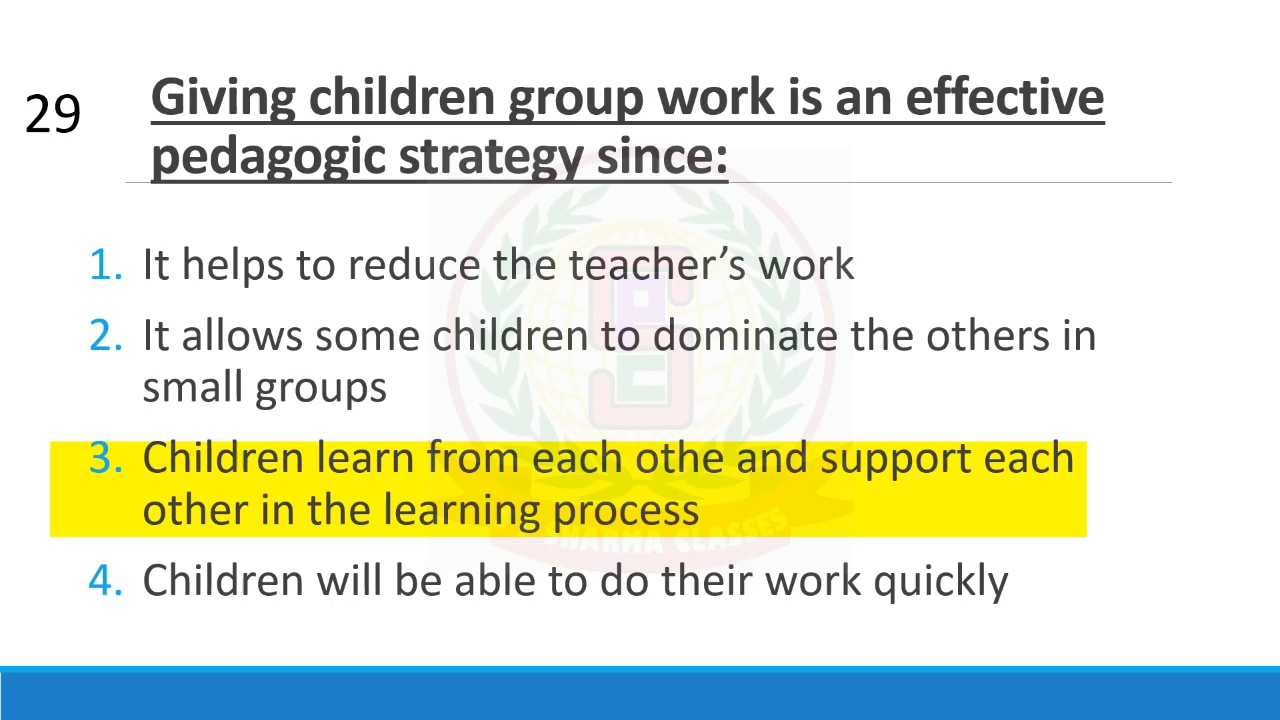 29
Giving children group work is an effective
pedagogic strategy since:
1. It helps to reduce the teacher’s work
2. It allows some children to dominate the others in
small groups
3. Children learn from each othe and support each
other in the learning process
4. Children will be able to do their work quickly
SHARMA CLASSES